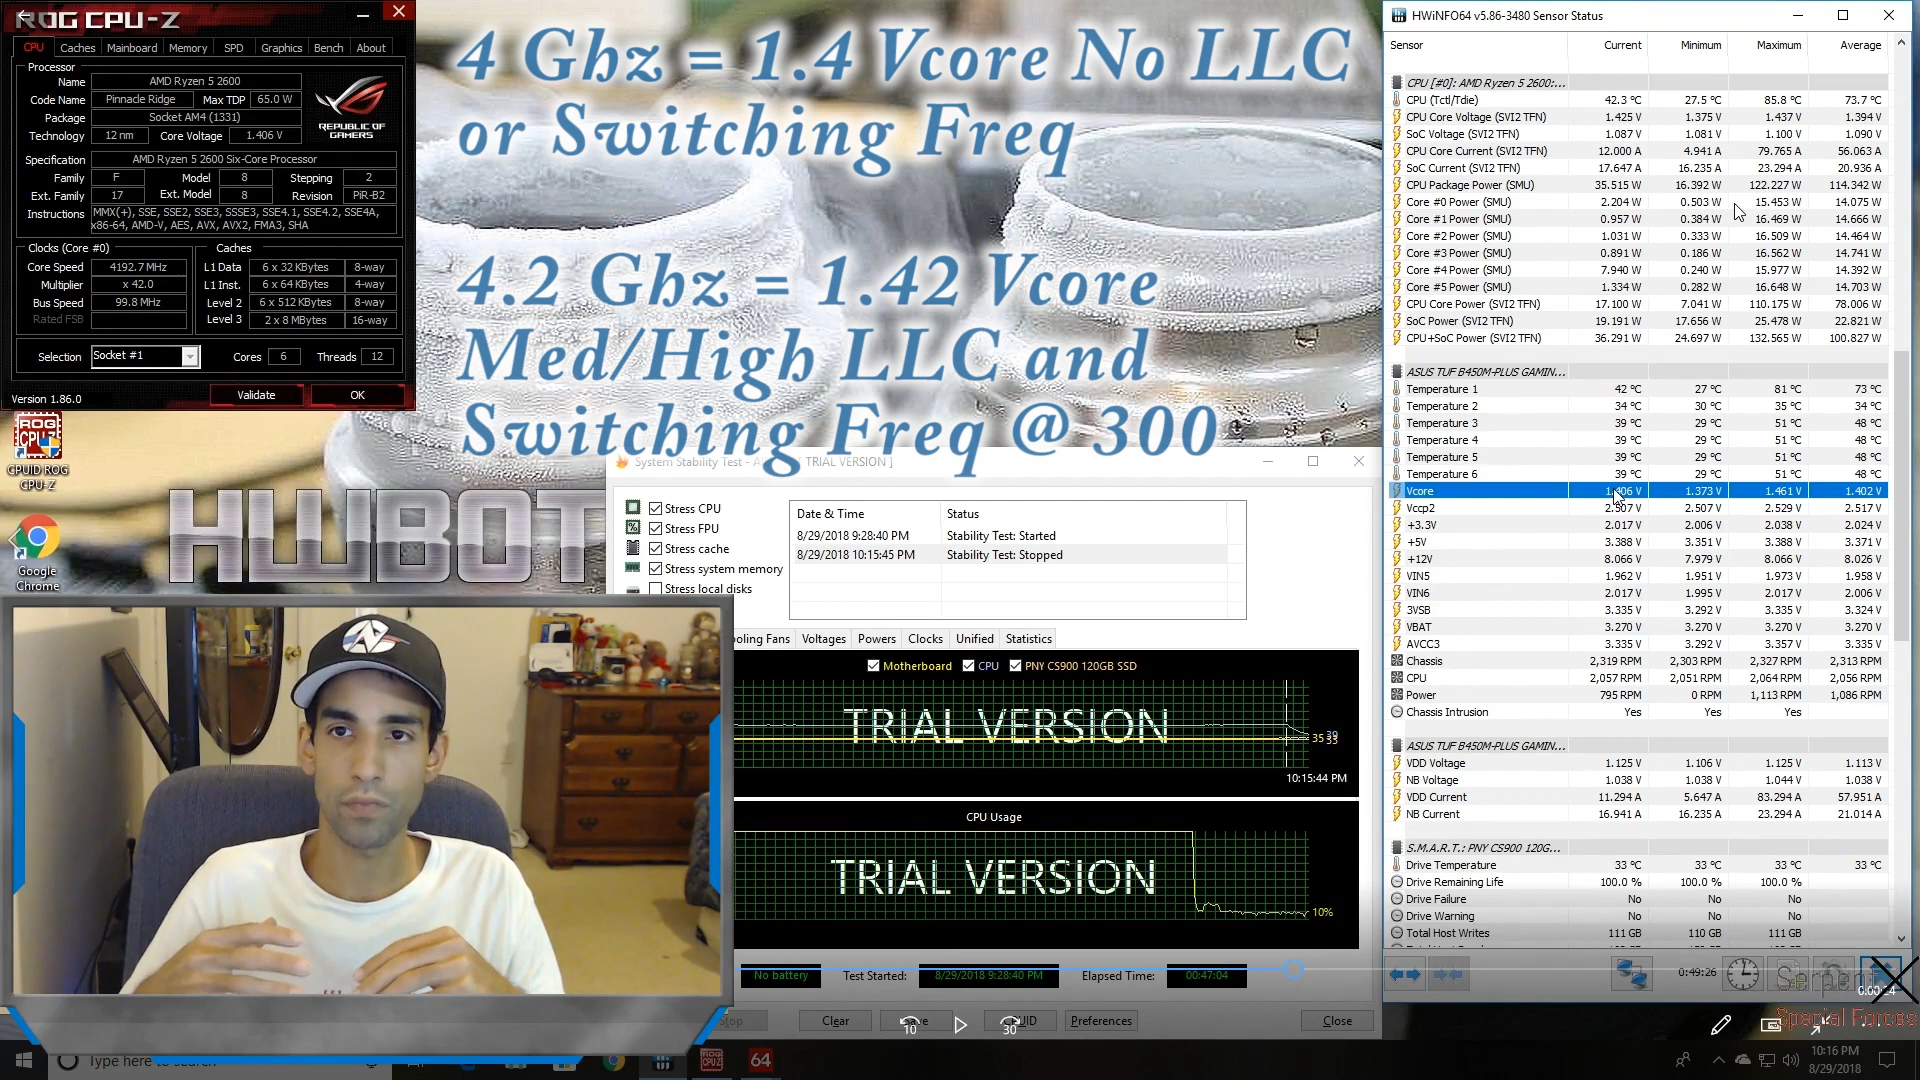 ROG CPU-Z
CPU Caches Mainboard Memory SPD Graphics Bench About
Processor
Name AMD Ryzen 5 2600
Code Name Pinnacle Ridge Max TDP 65.0 W
Package Socket AM4 (1331)
Technology 12 nm Core Voltage 1.406 V
REPUBLIC OF GAMERS
Specification AMD Ryzen 5 2600 Six-Core Processor
Family F Model 8 Stepping 2
Ext. Family 17 Ext. Model 8 Revision PiR-B2
Instructions MMX(+), SSE, SSE2, SSE3, SSSE3, SSE4.1, SSE4.2, SSE4A,
x86-64, AMD-V, AES, AVX, AVX2, FMA3, SHA
Clocks (Core #0) Caches
Core Speed 4192.7 MHz L1 Data 6 x 32 KBytes 8-way
Multiplier x 42.0 L1 Inst. 6 x 64 KBytes 4-way
Bus Speed 99.8 MHz Level 2 6 x 512 KBytes 8-way
Rated FSB Level 3 2 x 8 MBytes 16-way
Selection Socket #1 Cores 6 Threads 12
Version 1.86.0 Validate OK
4 Ghz = 1.4 Vcore No LLC
or Switching Freq
4.2 Ghz = 1.42 Vcore
Med/High LLC and
Switching Freq @ 300
CPUID ROG
CPU-Z
Google
Chrome
HWBOT
System Stability Test - [ TRIAL VERSION ]
Stress CPU
Stress FPU
Stress cache
Stress system memory
Stress local disks
Date & Time Status
8/29/2018 9:28:40 PM Stability Test: Started
8/29/2018 10:15:45 PM Stability Test: Stopped
ooling Fans Voltages Powers Clocks Unified Statistics
Motherboard CPU PNY CS900 120GB SSD
TRIAL VERSION
10:15:44 PM
CPU Usage
TRIAL VERSION
10%
No battery Test Started: 8/29/2018 9:28:40 PM Elapsed Time: 00:47:04
Stop Clear CPUID Preferences Close
10 30
HWiNFO64 v5.86-3480 Sensor Status
Sensor Current Minimum Maximum Average
CPU [#0]: AMD Ryzen 5 2600:...
CPU (Tctl/Tdie) 42.3 °C 27.5 °C 85.8 °C 73.7 °C
CPU Core Voltage (SVI2 TFN) 1.425 V 1.375 V 1.437 V 1.394 V
SoC Voltage (SVI2 TFN) 1.087 V 1.081 V 1.100 V 1.090 V
CPU Core Current (SVI2 TFN) 12.000 A 4.941 A 79.765 A 56.063 A
SoC Current (SVI2 TFN) 17.647 A 16.235 A 23.294 A 20.936 A
CPU Package Power (SMU) 35.515 W 16.392 W 122.227 W 114.342 W
Core #0 Power (SMU) 2.204 W 0.503 W 15.453 W 14.075 W
Core #1 Power (SMU) 0.957 W 0.384 W 16.469 W 14.666 W
Core #2 Power (SMU) 1.031 W 0.333 W 16.509 W 14.464 W
Core #3 Power (SMU) 0.891 W 0.186 W 16.562 W 14.741 W
Core #4 Power (SMU) 7.940 W 0.240 W 15.977 W 14.392 W
Core #5 Power (SMU) 1.334 W 0.282 W 16.648 W 14.703 W
CPU Core Power (SVI2 TFN) 17.100 W 7.041 W 110.175 W 78.006 W
SoC Power (SVI2 TFN) 19.191 W 17.656 W 25.478 W 22.821 W
CPU+SoC Power (SVI2 TFN) 36.291 W 24.697 W 132.565 W 100.827 W
ASUS TUF B450M-PLUS GAMIN...
Temperature 1 42 °C 27 °C 81 °C 73 °C
Temperature 2 34 °C 30 °C 35 °C 34 °C
Temperature 3 39 °C 29 °C 51 °C 48 °C
Temperature 4 39 °C 29 °C 51 °C 48 °C
Temperature 5 39 °C 29 °C 51 °C 48 °C
Temperature 6 39 °C 29 °C 51 °C 48 °C
Vcore 1.406 V 1.373 V 1.461 V 1.402 V
Vccp2 2.507 V 2.507 V 2.529 V 2.517 V
+3.3V 2.017 V 2.006 V 2.038 V 2.024 V
+5V 3.388 V 3.351 V 3.388 V 3.371 V
+12V 8.066 V 7.979 V 8.066 V 8.026 V
VIN5 1.962 V 1.951 V 1.973 V 1.958 V
VIN6 2.017 V 1.995 V 2.017 V 2.006 V
3VSB 3.335 V 3.292 V 3.335 V 3.324 V
VBAT 3.270 V 3.270 V 3.270 V 3.270 V
AVCC3 3.335 V 3.292 V 3.357 V 3.335 V
Chassis 2,319 RPM 2,303 RPM 2,327 RPM 2,313 RPM
CPU 2,057 RPM 2,051 RPM 2,064 RPM 2,056 RPM
Power 795 RPM 0 RPM 1,113 RPM 1,086 RPM
Chassis Intrusion Yes Yes Yes
ASUS TUF B450M-PLUS GAMIN...
VDD Voltage 1.125 V 1.106 V 1.125 V 1.113 V
NB Voltage 1.038 V 1.038 V 1.044 V 1.038 V
VDD Current 11.294 A 5.647 A 83.294 A 57.951 A
NB Current 16.941 A 16.235 A 23.294 A 21.014 A
S.M.A.R.T.: PNY CS900 120G...
Drive Temperature 33 °C 33 °C 33 °C 33 °C
Drive Remaining Life 100.0 % 100.0 % 100.0 %
Drive Failure No No No
Drive Warning No No No
Total Host Writes 111 GB 110 GB 111 GB
0:49:26
Serpent X
0:00:24
Special Forces
Type here to search
64
10:16 PM
8/29/2018